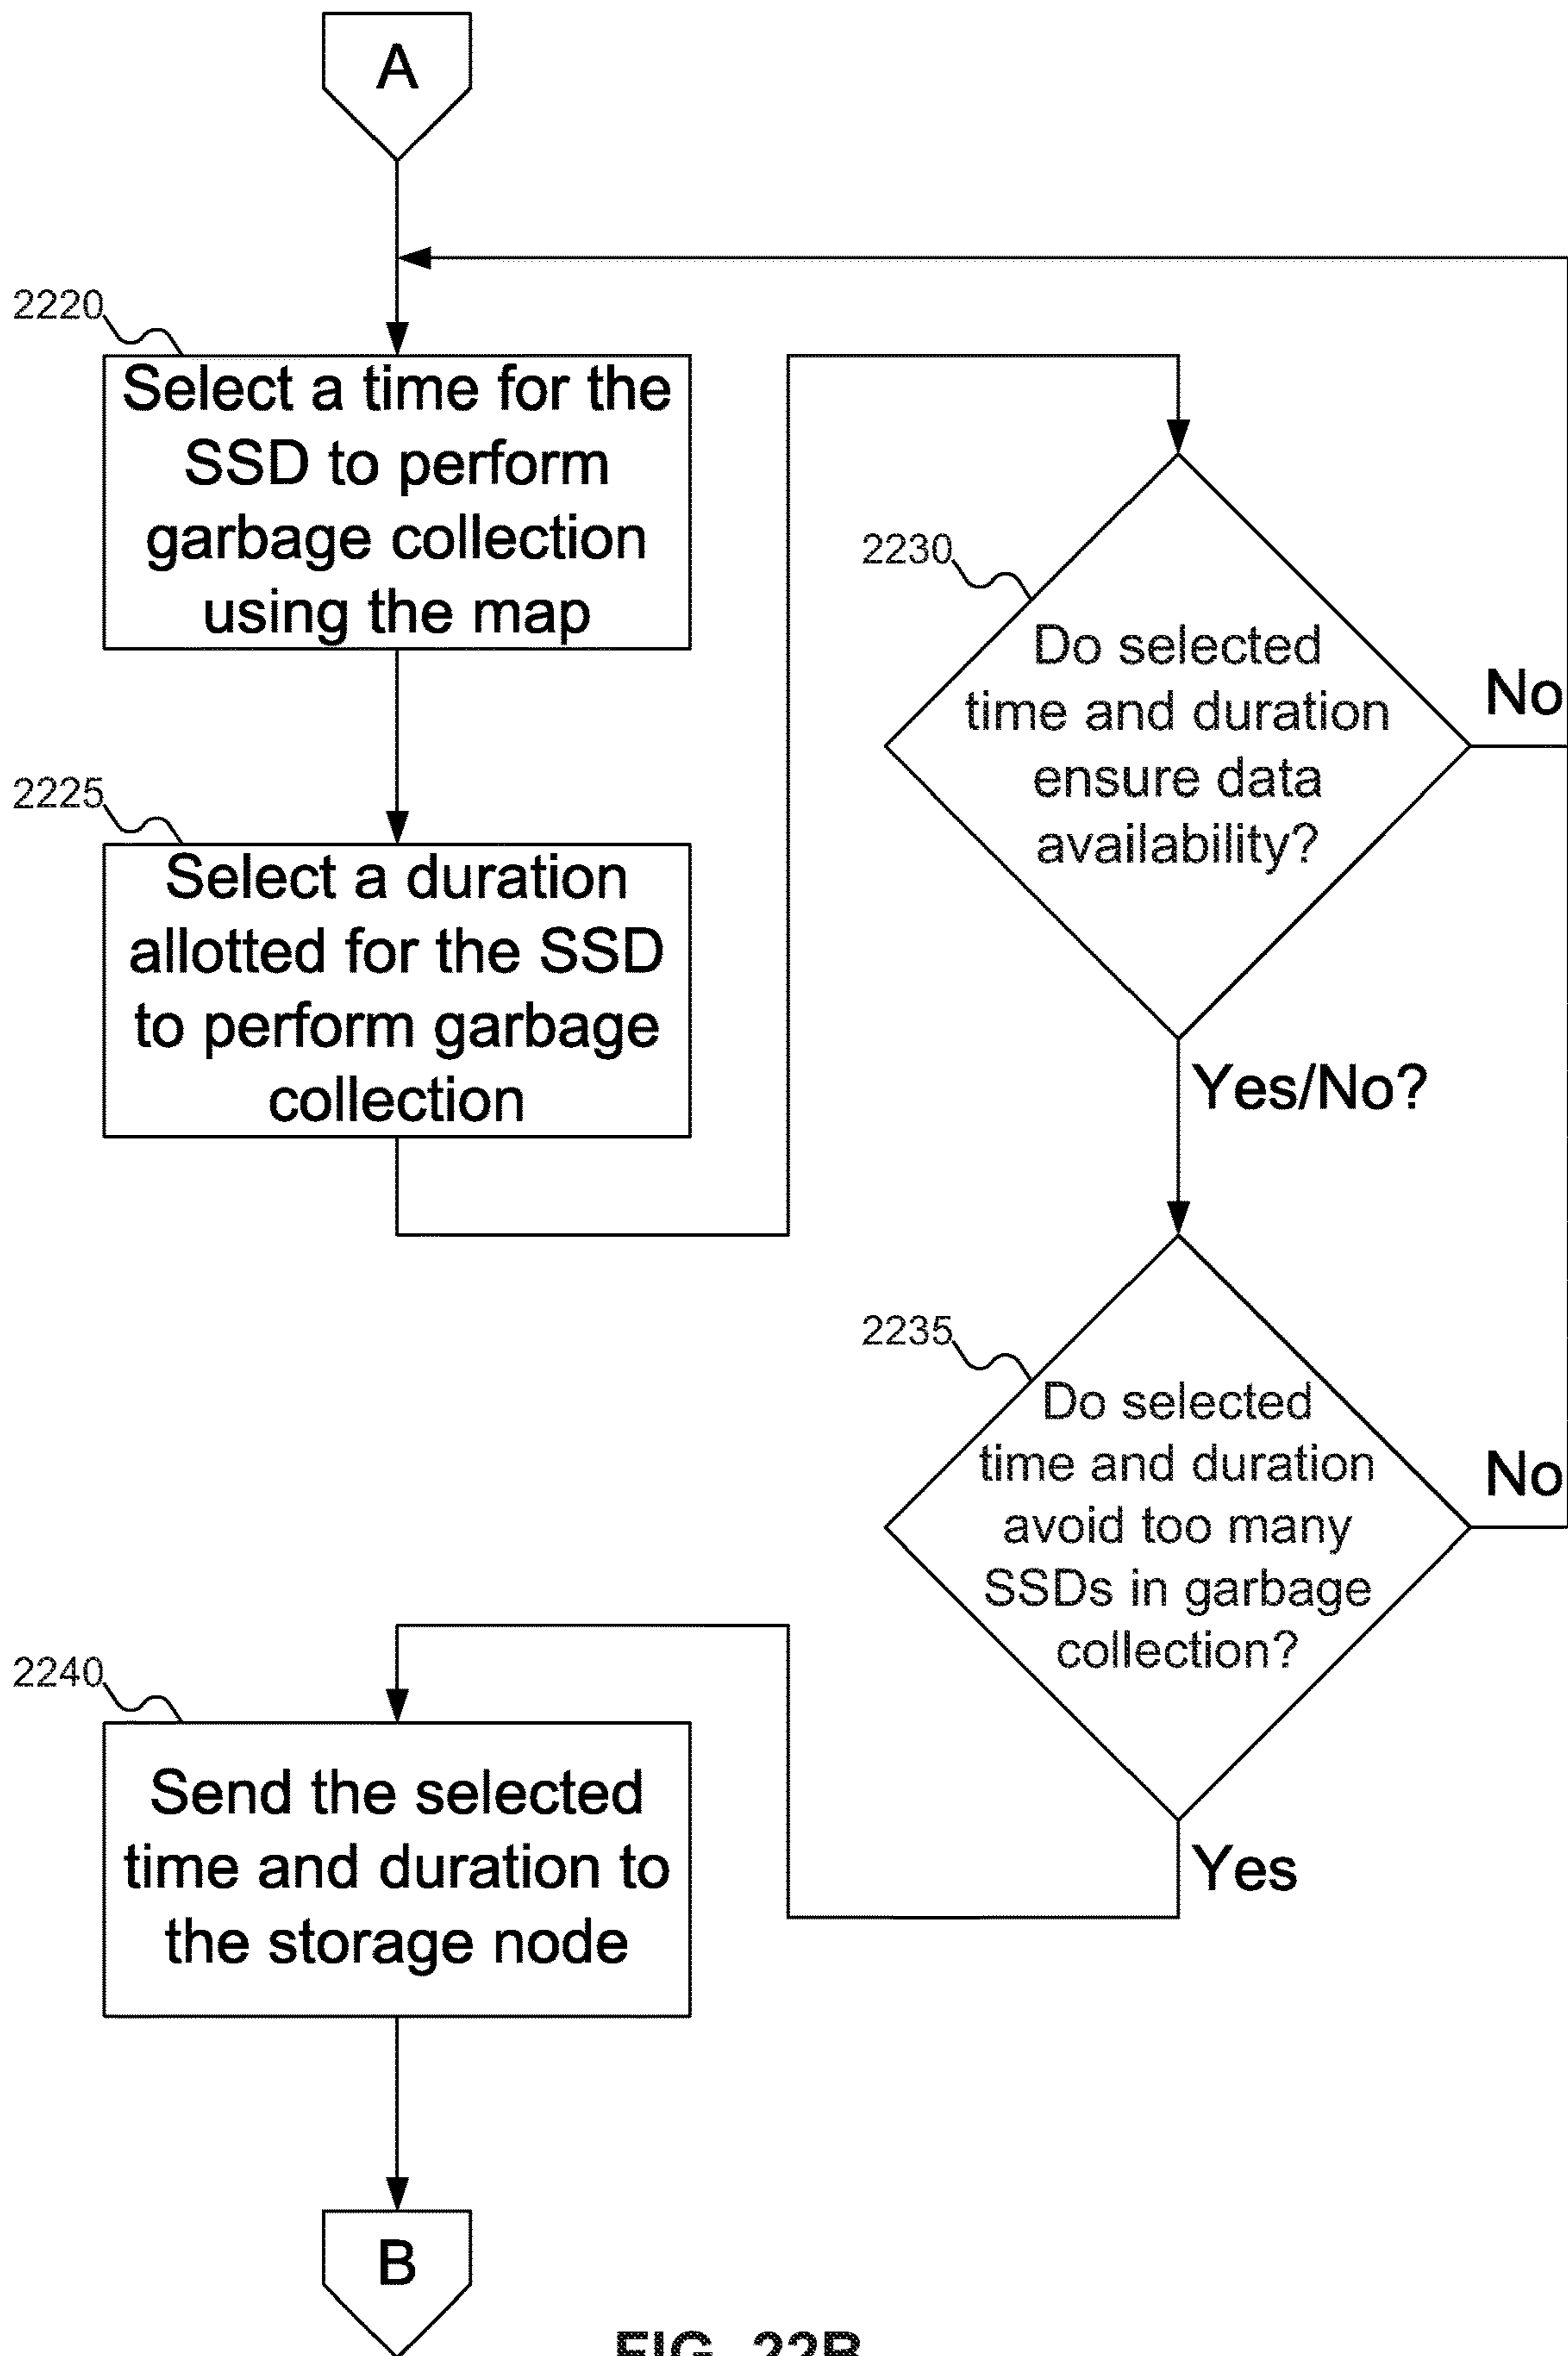 A
2220
Select a time for the
SSD to perform
garbage collection
using the map
2225
Select a duration
allotted for the SSD
to perform garbage
collection
2230
Do selected
time and duration
ensure data
availability?
No
Yes/No?
2235
Do selected
time and duration
avoid too many
SSDs in garbage
collection?
No
Yes
2240
Send the selected
time and duration to
the storage node
B
FIG. 22B